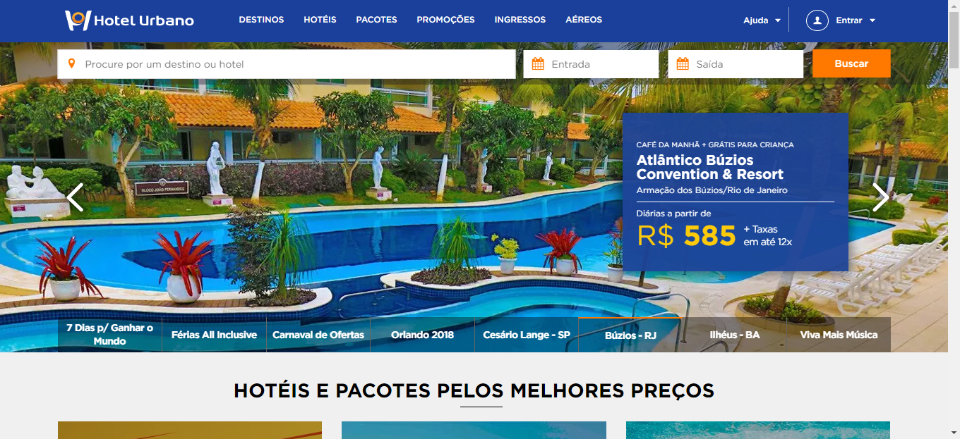 Hotel Urbano
DESTINOS HOTÉIS PACOTES PROMOÇÕES INGRESSOS AÉREOS
Ajuda Entrar
Procure por um destino ou hotel
Entrada
Saída
Buscar
CAFÉ DA MANHÃ + GRÁTIS PARA CRIANÇA
Atlântico Búzios
Convention & Resort
Armação dos Búzios/Rio de Janeiro
Diárias a partir de
R$ 585
+ Taxas
em até 12x
7 Dias p/ Ganhar o
Mundo
Férias All Inclusive
Carnaval de Ofertas
Orlando 2018
Cesário Lange - SP
Búzios - RJ
Ilhéus - BA
Viva Mais Música
HOTÉIS E PACOTES PELOS MELHORES PREÇOS